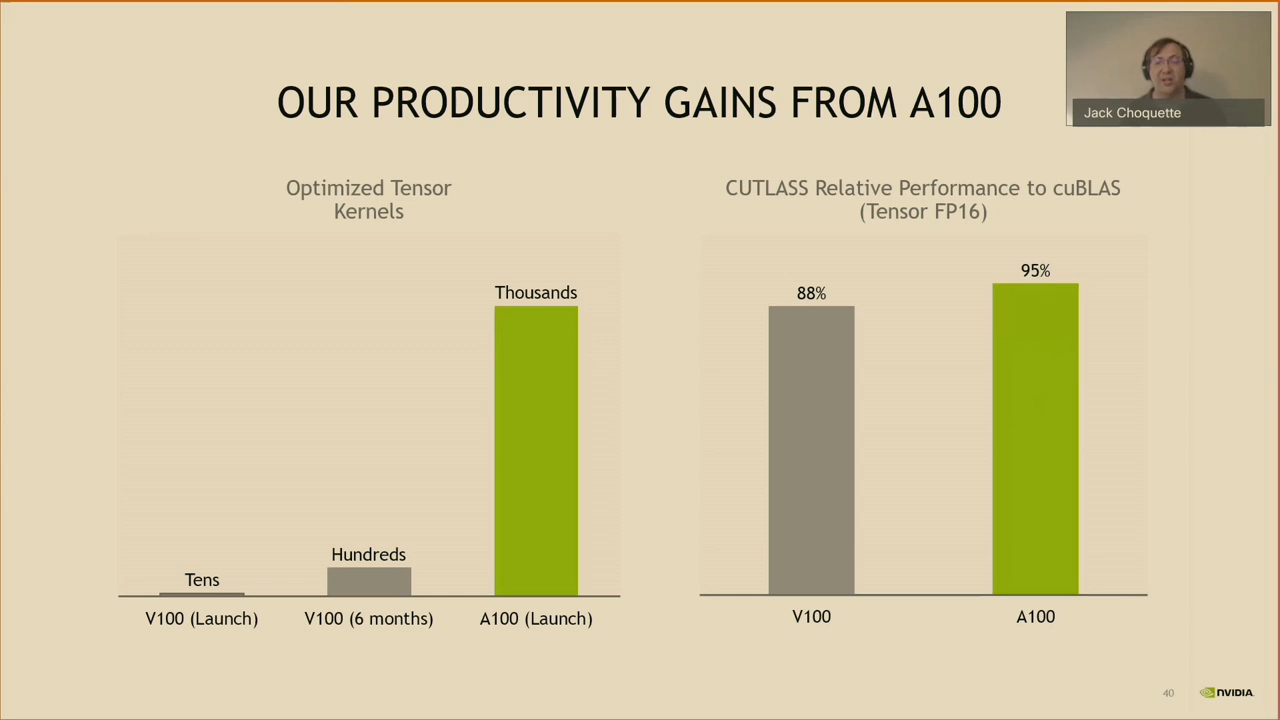 OUR PRODUCTIVITY GAINS FROM A100
Jack Choquette
Optimized Tensor
Kernels
Thousands
Hundreds
Tens
V100 (Launch)
V100 (6 months)
A100 (Launch)
CUTLASS Relative Performance to cuBLAS
(Tensor FP16)
88%
95%
V100
A100
40
NVIDIA